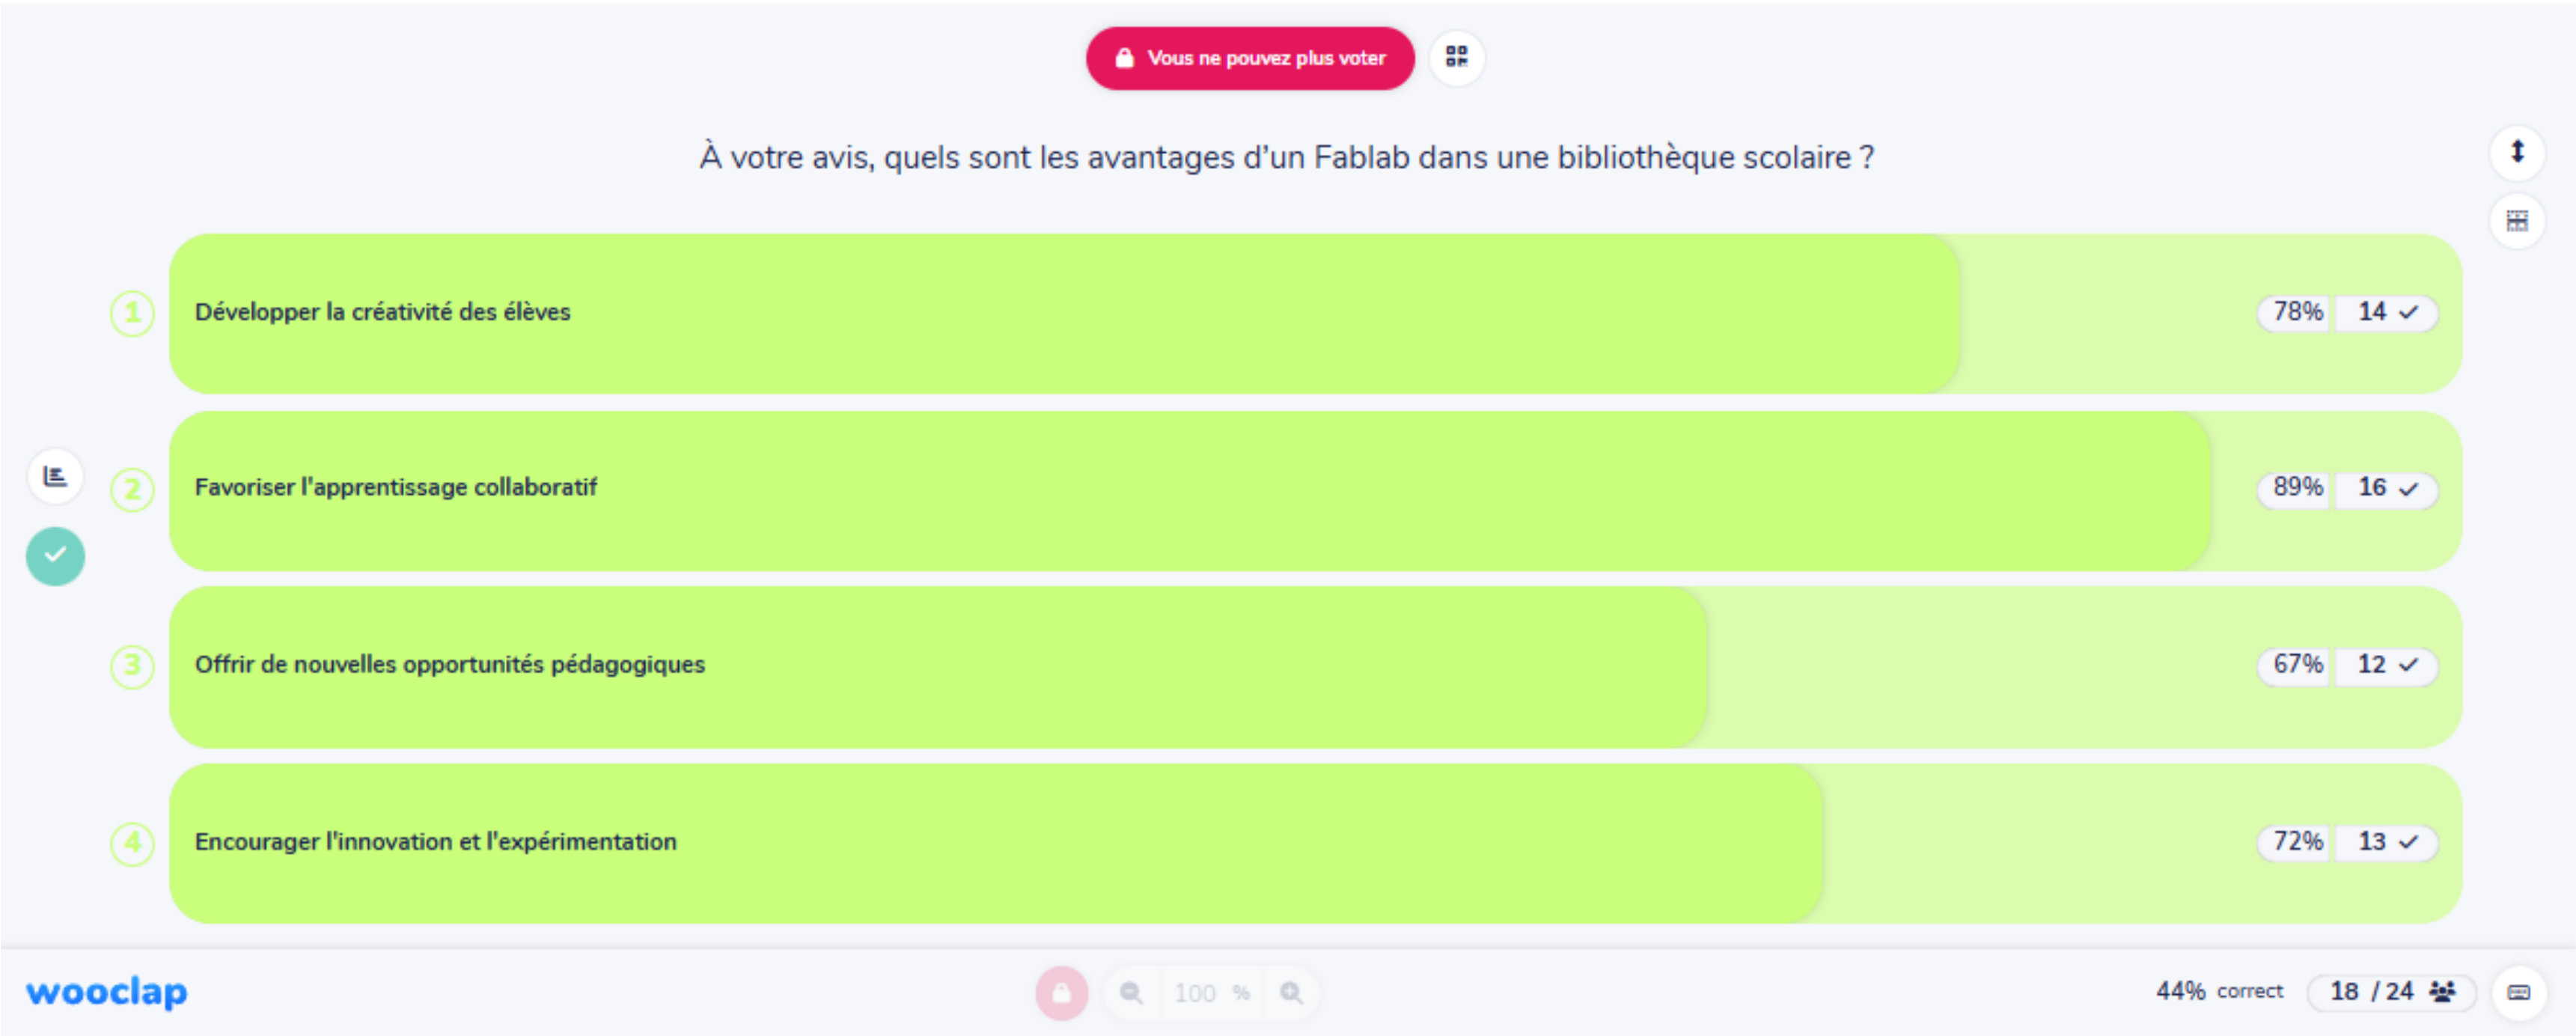 Vous ne pouvez plus voter
À votre avis, quels sont les avantages d'un Fablab dans une bibliothèque scolaire ?
1 Développer la créativité des élèves 78% 14
2 Favoriser l'apprentissage collaboratif 89% 16
3 Offrir de nouvelles opportunités pédagogiques 67% 12
4 Encourager l'innovation et l'expérimentation 72% 13
wooclap 100 % 44% correct 18 / 24